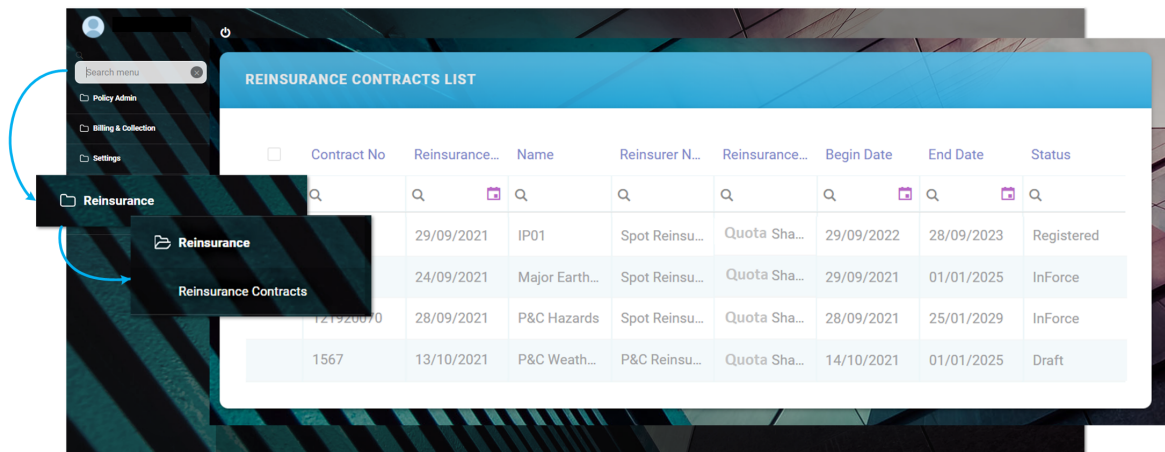 Search menu
Policy Admin
Billing & Collection
Settings
Reinsurance
Reinsurance
Reinsurance Contracts
REINSURANCE CONTRACTS LIST
Contract No Reinsurance... Name Reinsurer N... Reinsurance... Begin Date End Date Status
29/09/2021 IP01 Spot Reinsu... Quota Sha... 29/09/2022 28/09/2023 Registered
24/09/2021 Major Earth... Spot Reinsu... Quota Sha... 29/09/2021 01/01/2025 InForce
121920070 28/09/2021 P&C Hazards Spot Reinsu... Quota Sha... 28/09/2021 25/01/2029 InForce
1567 13/10/2021 P&C Weath... P&C Reinsu... Quota Sha... 14/10/2021 01/01/2025 Draft